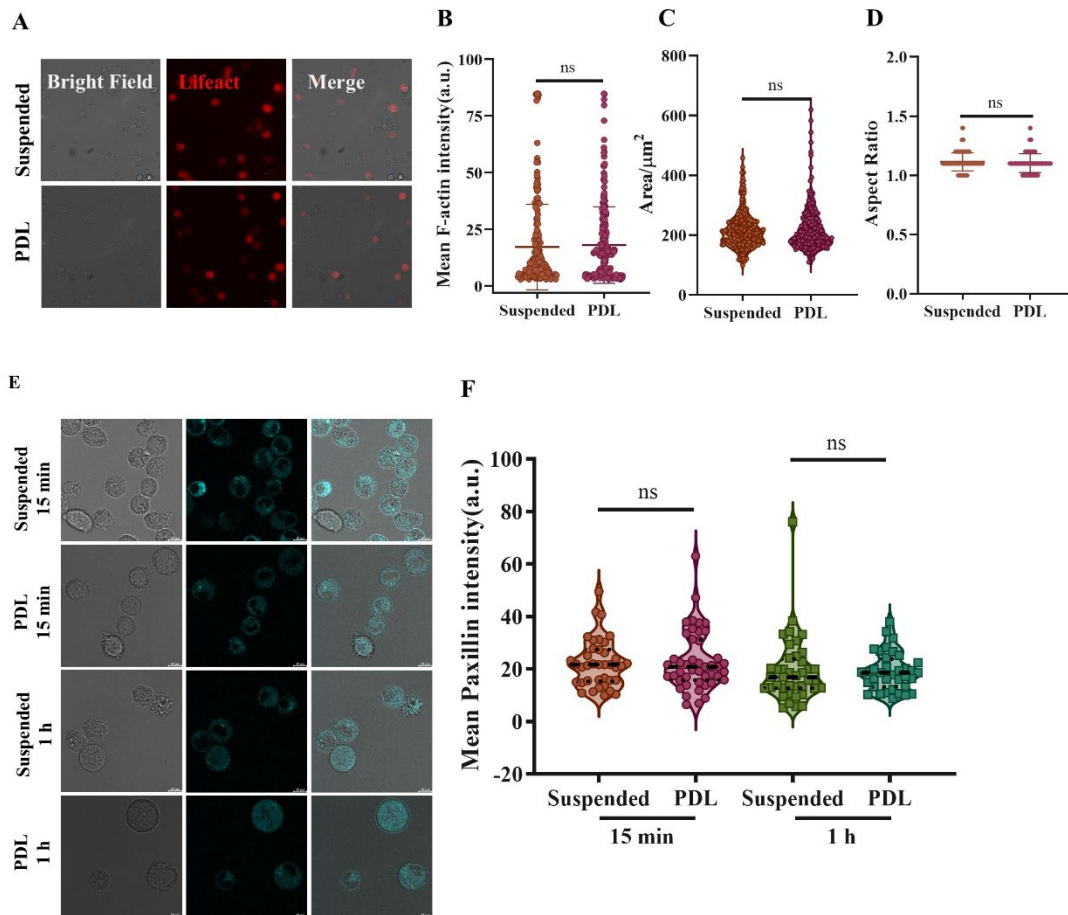 A
Bright Field
Lifeact
Merge
Suspended
PDL
B
Mean F-actin intensity(a.u.)
100
75
50
25
0
ns
Suspended
PDL
C
Area/μm²
800
600
400
200
0
ns
Suspended
PDL
D
Aspect Ratio
2.0
1.5
1.0
0.5
0.0
ns
Suspended
PDL
E
Suspended
15 min
PDL
15 min
Suspended
1 h
PDL
1 h
F
Mean Paxillin intensity(a.u.)
100
80
60
40
20
0
-20
ns
ns
Suspended
PDL
Suspended
PDL
15 min
1 h